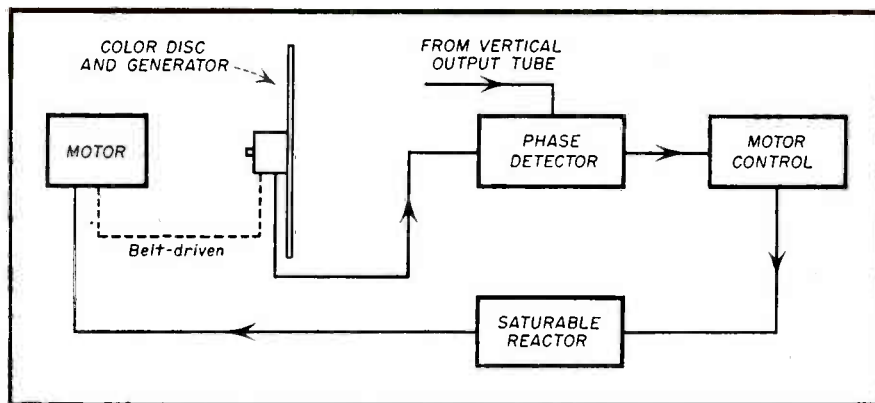 COLOR DISC
AND GENERATOR
FROM VERTICAL
OUTPUT TUBE
MOTOR
PHASE
DETECTOR
MOTOR
CONTROL
Belt-driven
SATURABLE
REACTOR